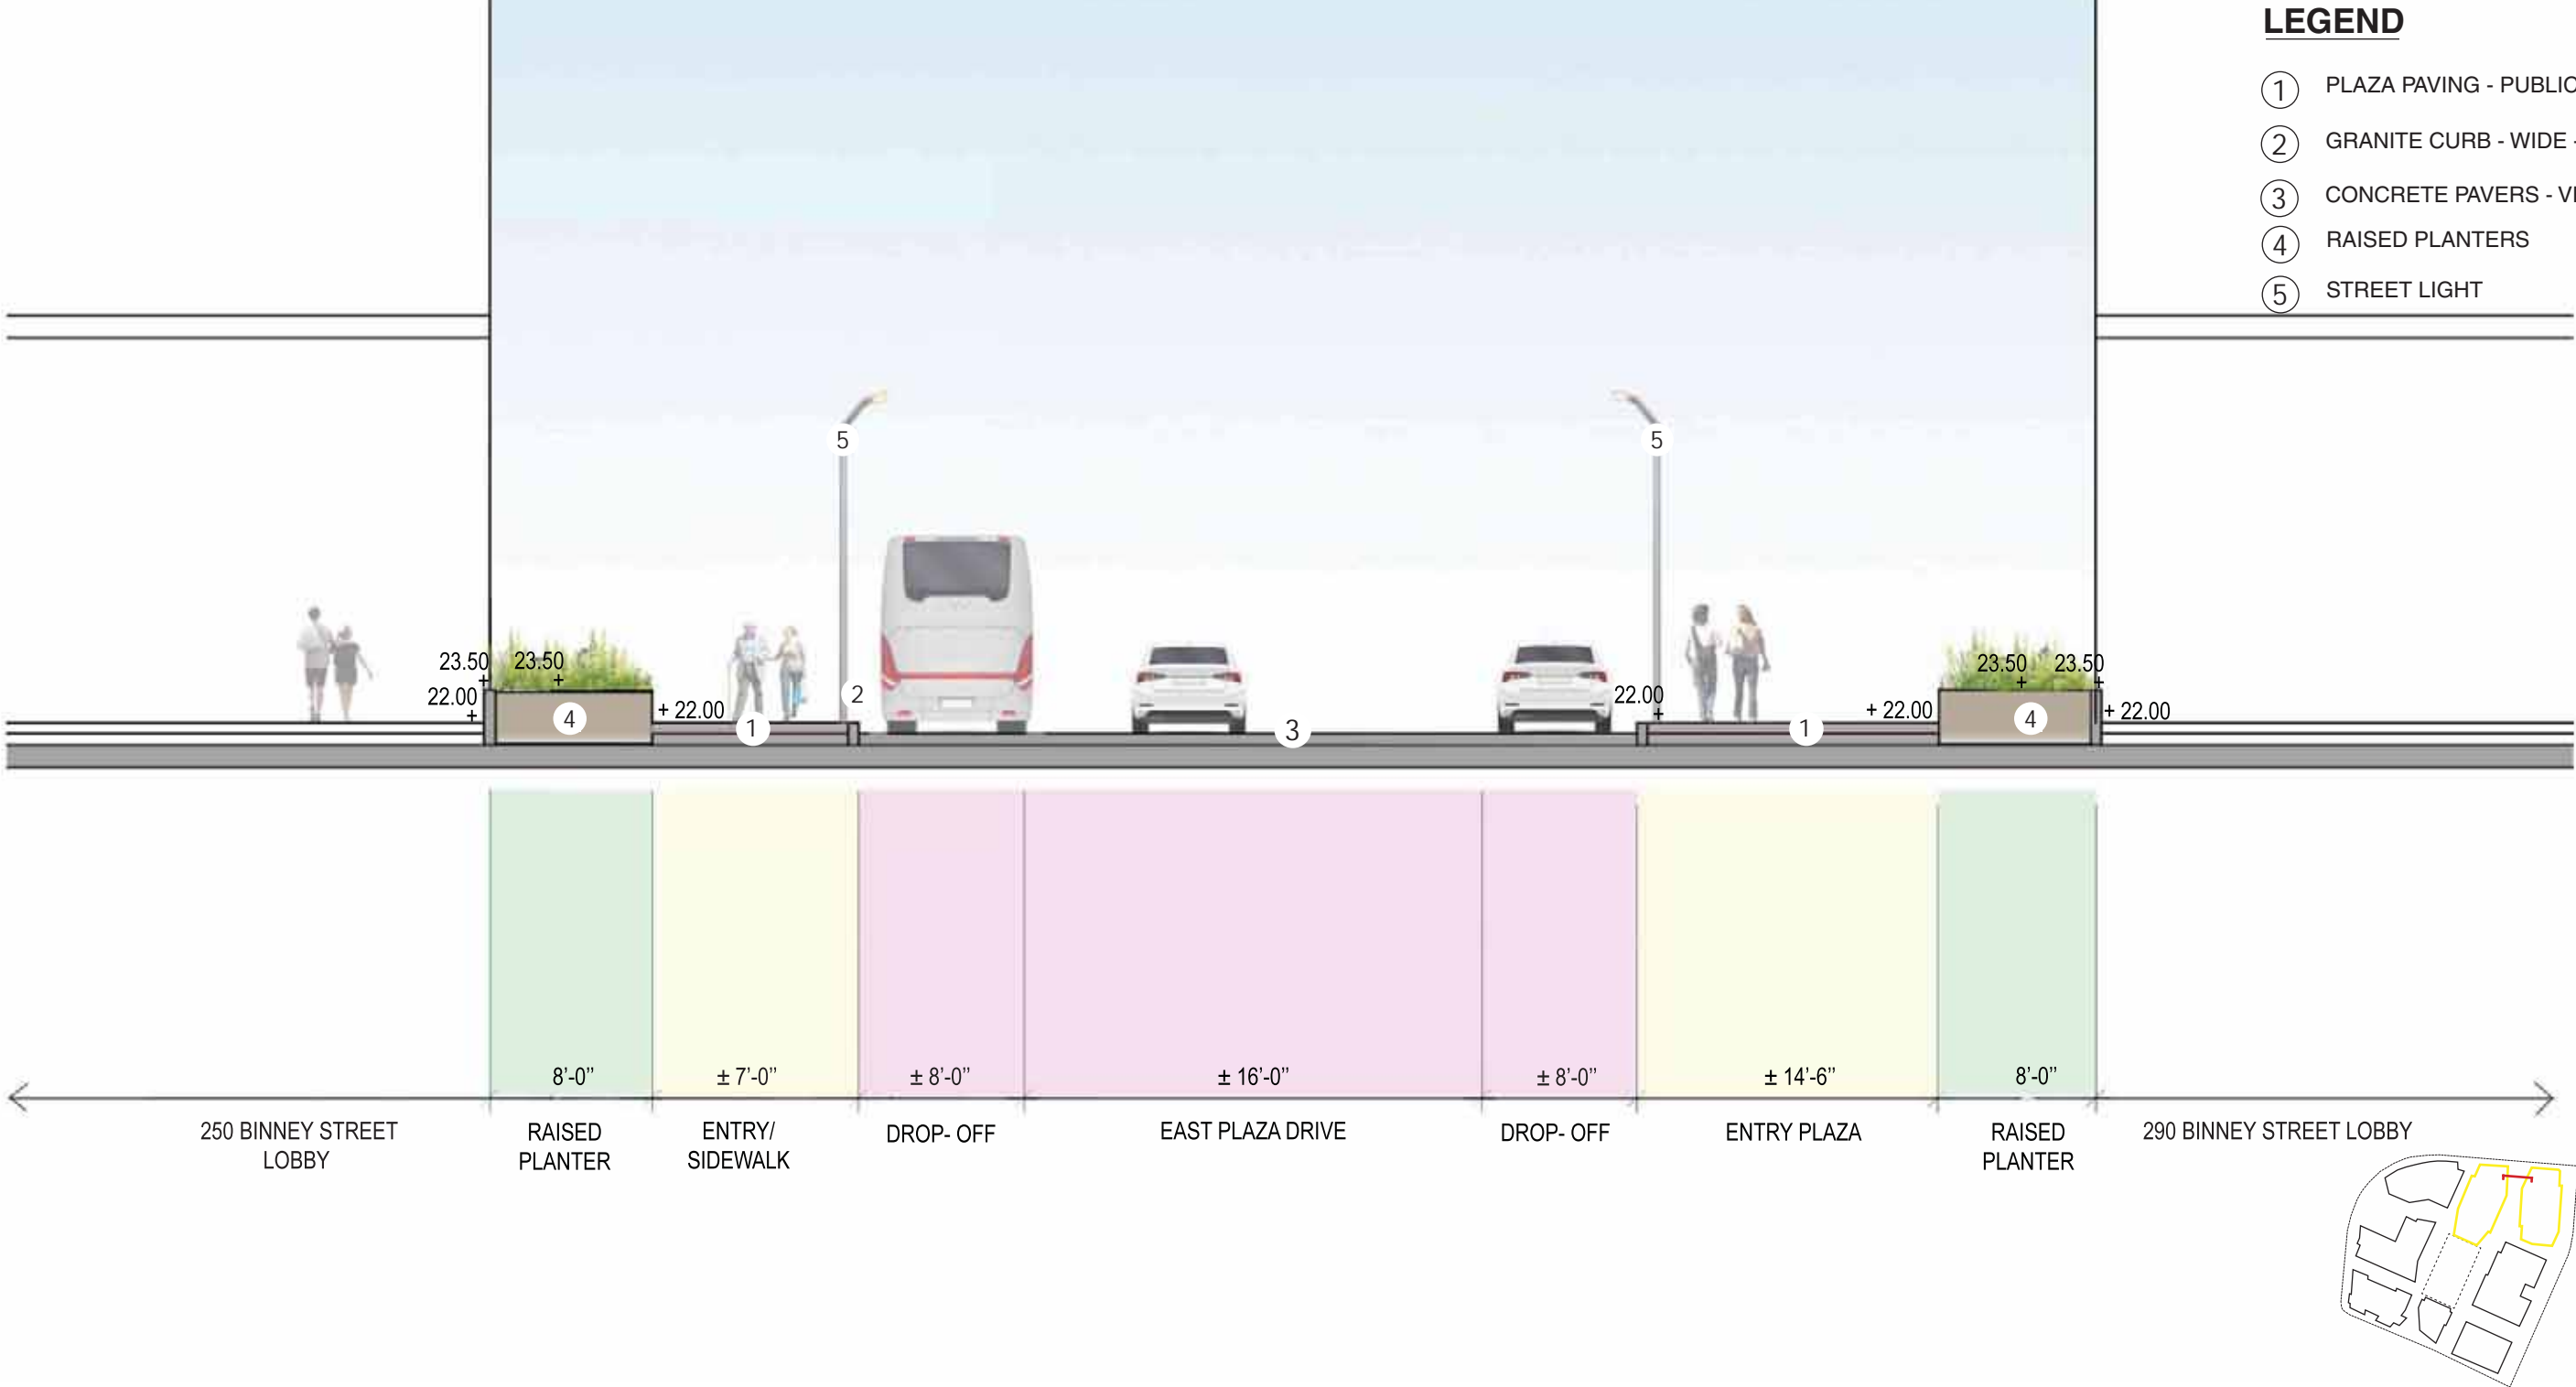 LEGEND
1 PLAZA PAVING - PUBLIC
2 GRANITE CURB - WIDE -
3 CONCRETE PAVERS -
4 RAISED PLANTERS
5 STREET LIGHT
5
5
23.50
23.50
22.00
4
+ 22.00
1
2
3
22.00
1
+ 22.00
23.50
23.50
4
+ 22.00
8'-0"
± 7'-0"
± 8'-0"
± 16'-0"
± 8'-0"
± 14'-6"
8'-0"
250 BINNEY STREET
LOBBY
RAISED
PLANTER
ENTRY/
SIDEWALK
DROP- OFF
EAST PLAZA DRIVE
DROP- OFF
ENTRY PLAZA
RAISED
PLANTER
290 BINNEY STREET LOBBY